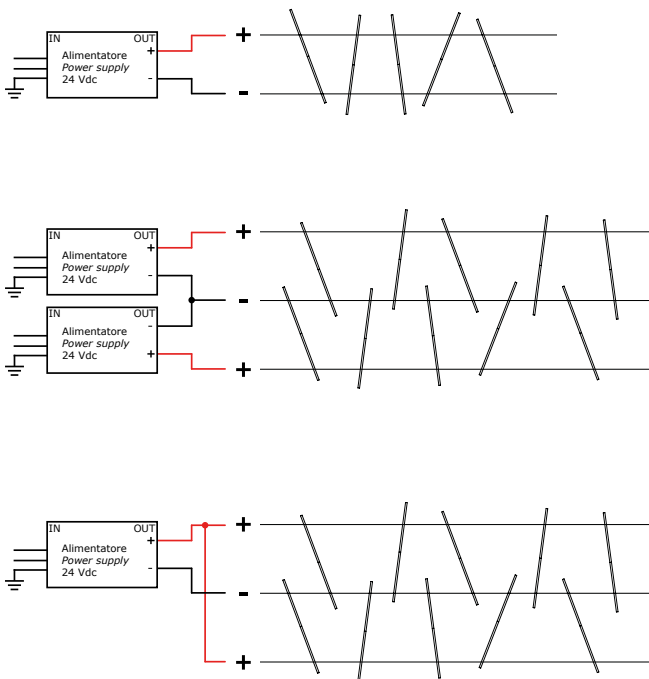 IN OUT
Alimentatore
Power supply
24 Vdc
+
-
+
-
IN OUT
Alimentatore
Power supply
24 Vdc
+
-
+
-
IN OUT
Alimentatore
Power supply
24 Vdc
-
+
+
IN OUT
Alimentatore
Power supply
24 Vdc
+
-
+
-
+